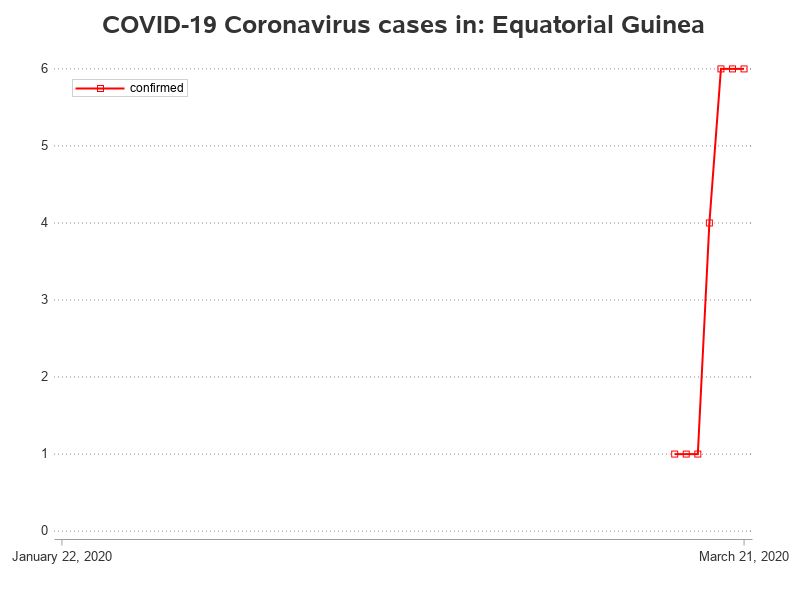 COVID-19 Coronavirus cases in: Equatorial Guinea
6
confirmed
5
4
3
2
1
0
January 22, 2020
March 21, 2020